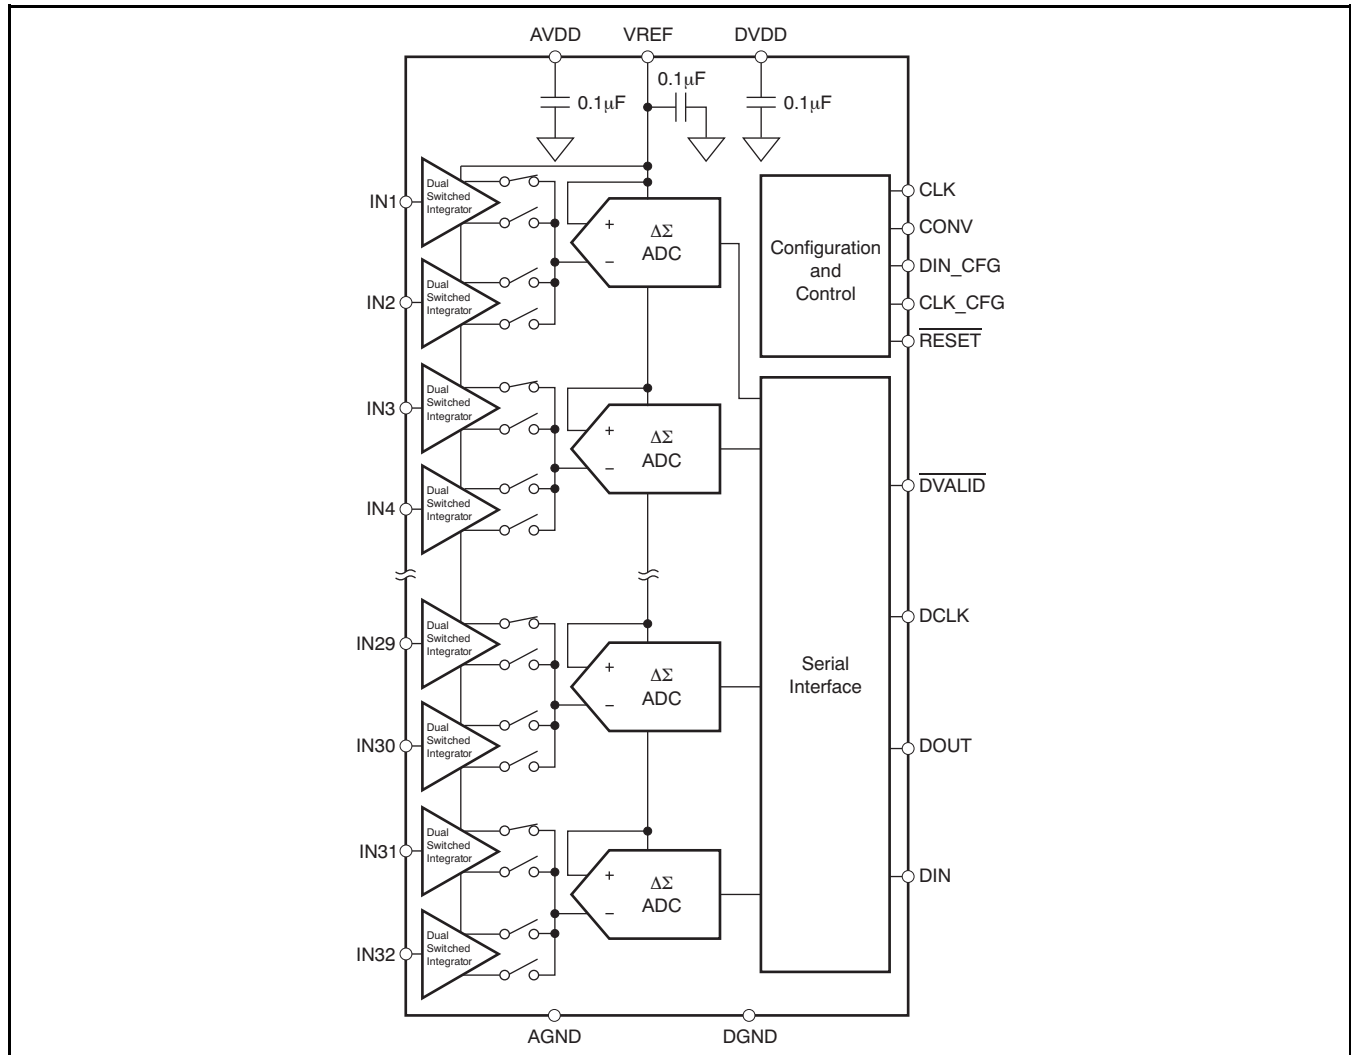 AVDD VREF DVDD
0.1μF
0.1μF
0.1μF
IN1
Dual
Switched
Integrator
IN2
Dual
Switched
Integrator
IN3
Dual
Switched
Integrator
IN4
Dual
Switched
Integrator
IN29
Dual
Switched
Integrator
IN30
Dual
Switched
Integrator
IN31
Dual
Switched
Integrator
IN32
Dual
Switched
Integrator
+
ΔΣ
ADC
−
+
ΔΣ
ADC
−
+
ΔΣ
ADC
−
+
ΔΣ
ADC
−
Configuration
and
Control
CLK
CONV
DIN_CFG
CLK_CFG
RESET
Serial
Interface
DVALID
DCLK
DOUT
DIN
AGND DGND